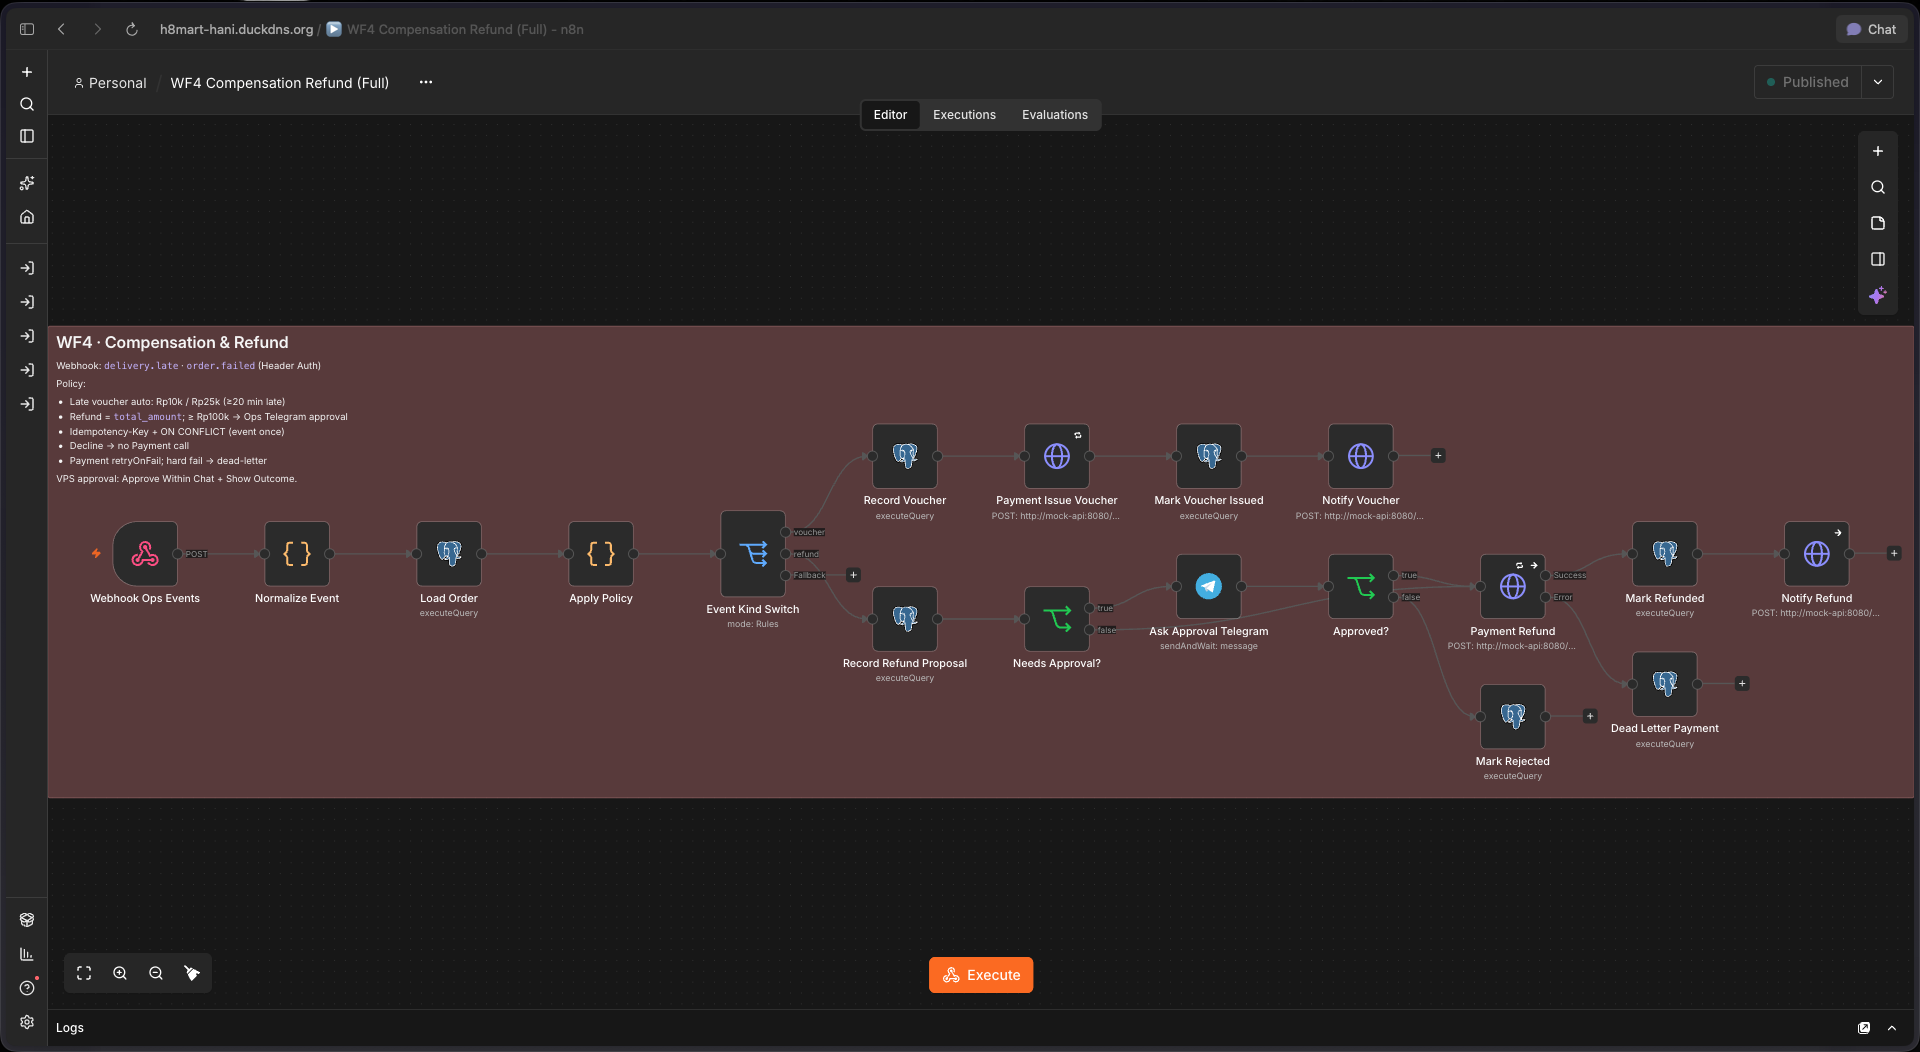 h8mart-hani.duckdns.org / WF4 Compensation Refund (Full) - n8n
Chat
Personal / WF4 Compensation Refund (Full) ...
Published
Editor Executions Evaluations
WF4 · Compensation & Refund
Webhook: delivery.late · order.failed (Header Auth)
Policy:
• Late voucher auto: Rp10k / Rp25k (≥20 min late)
• Refund = total_amount; ≥ Rp100k → Ops Telegram approval
• Idempotency-Key + ON CONFLICT (event once)
• Decline → no Payment call
• Payment retryOnFail; hard fail → dead-letter
VPS approval: Approve Within Chat + Show Outcome.
POST
Webhook Ops Events
Normalize Event
Load Order
executeQuery
Apply Policy
voucher
refund
Fallback
Event Kind Switch
mode: Rules
Record Voucher
executeQuery
Payment Issue Voucher
POST: http://mock-api:8080/...
Mark Voucher Issued
executeQuery
Notify Voucher
POST: http://mock-api:8080/...
Record Refund Proposal
executeQuery
true
false
Needs Approval?
Ask Approval Telegram
sendAndWait: message
true
false
Approved?
Success
Error
Payment Refund
POST: http://mock-api:8080/...
Mark Refunded
executeQuery
Notify Refund
POST: http://mock-api:8080/...
Mark Rejected
executeQuery
Dead Letter Payment
executeQuery
Execute
Logs